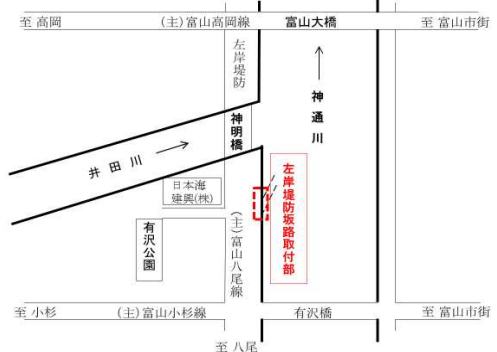 至 高岡
(主)富山高岡線
富山大橋
至 富山市街
左岸堤防
神通川
神明橋
井田川
日本海
建興(株)
左岸堤防坂路取付部
有沢公園
(主)富山八尾線
至 小杉
(主)富山小杉線
有沢橋
至 富山市街
至 八尾